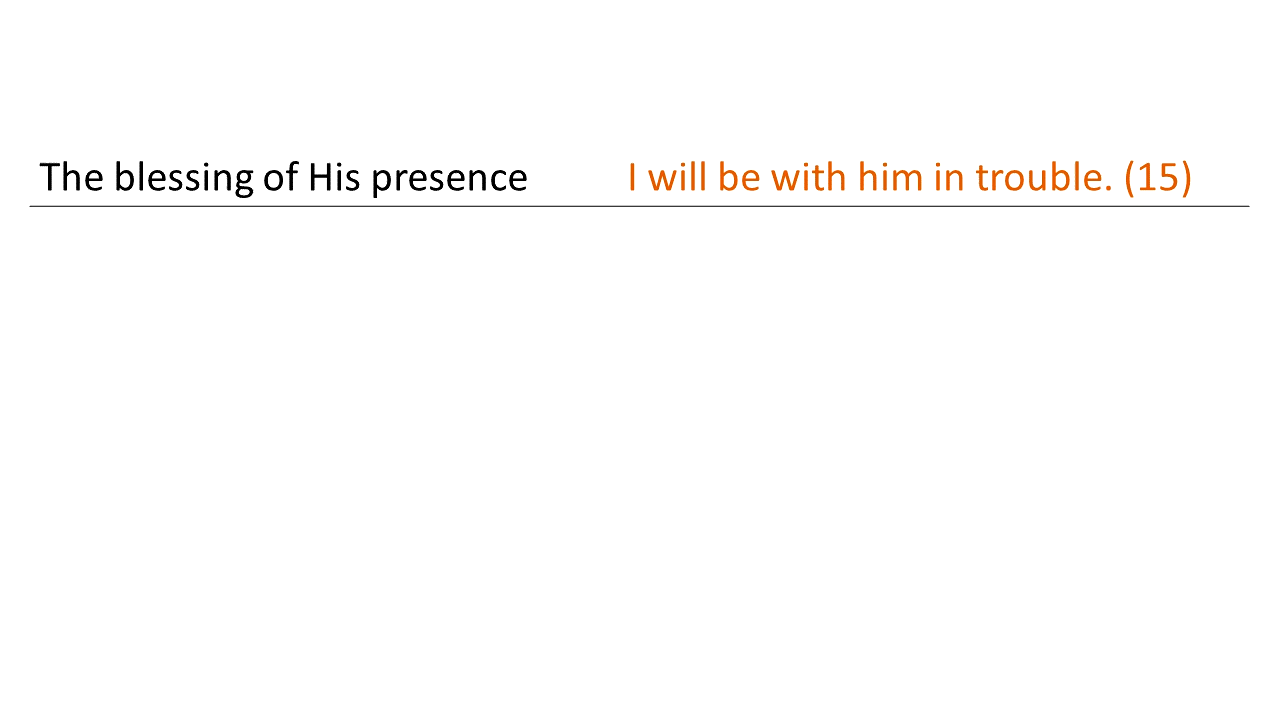 The blessing of His presence I will be with him in trouble. (15)